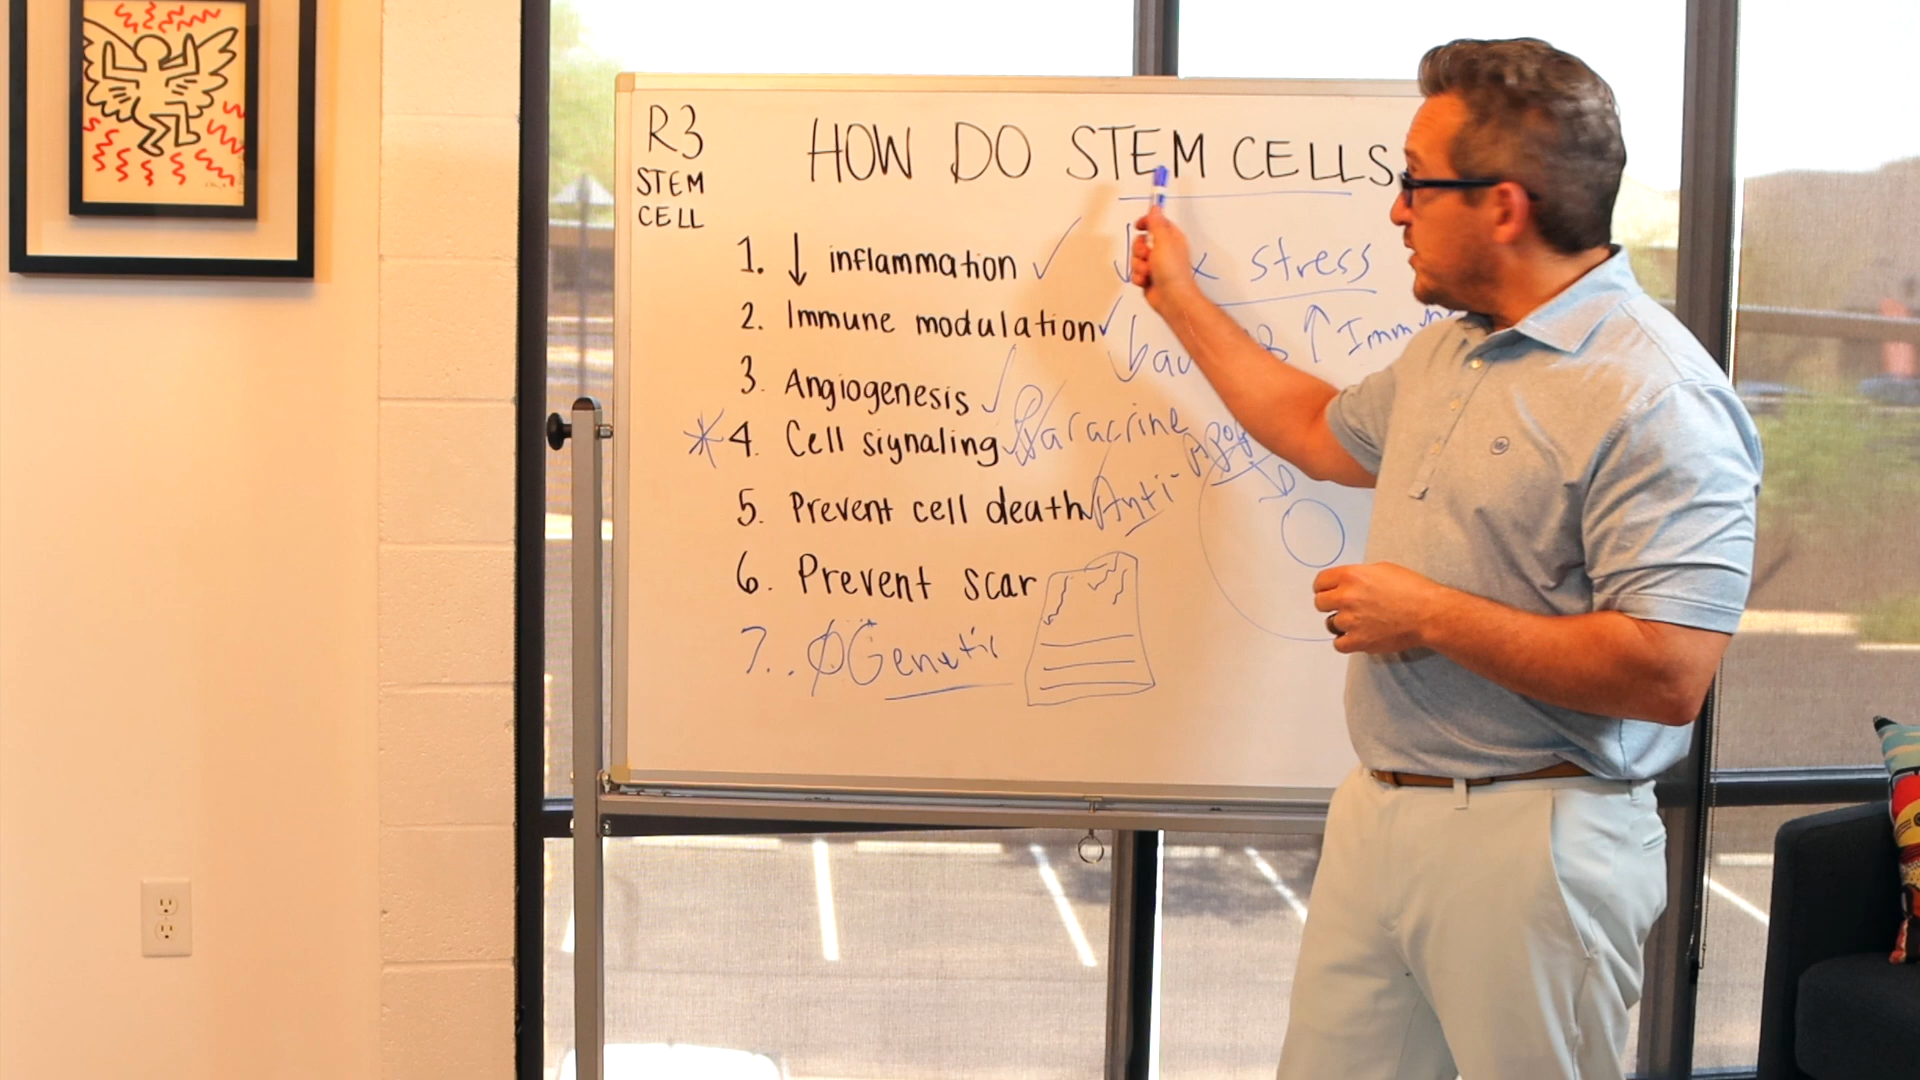 R3
STEM
CELL
HOW DO STEM CELLS
1. ↓ inflammation ✓ ↓ x stress
2. Immune modulation ✓ ↓ ↑
3. Angiogenesis ✓
* 4. Cell signaling ✓ Paracrine
5. Prevent cell death ✓ Anti-
6. Prevent scar
7. Ø Genetic